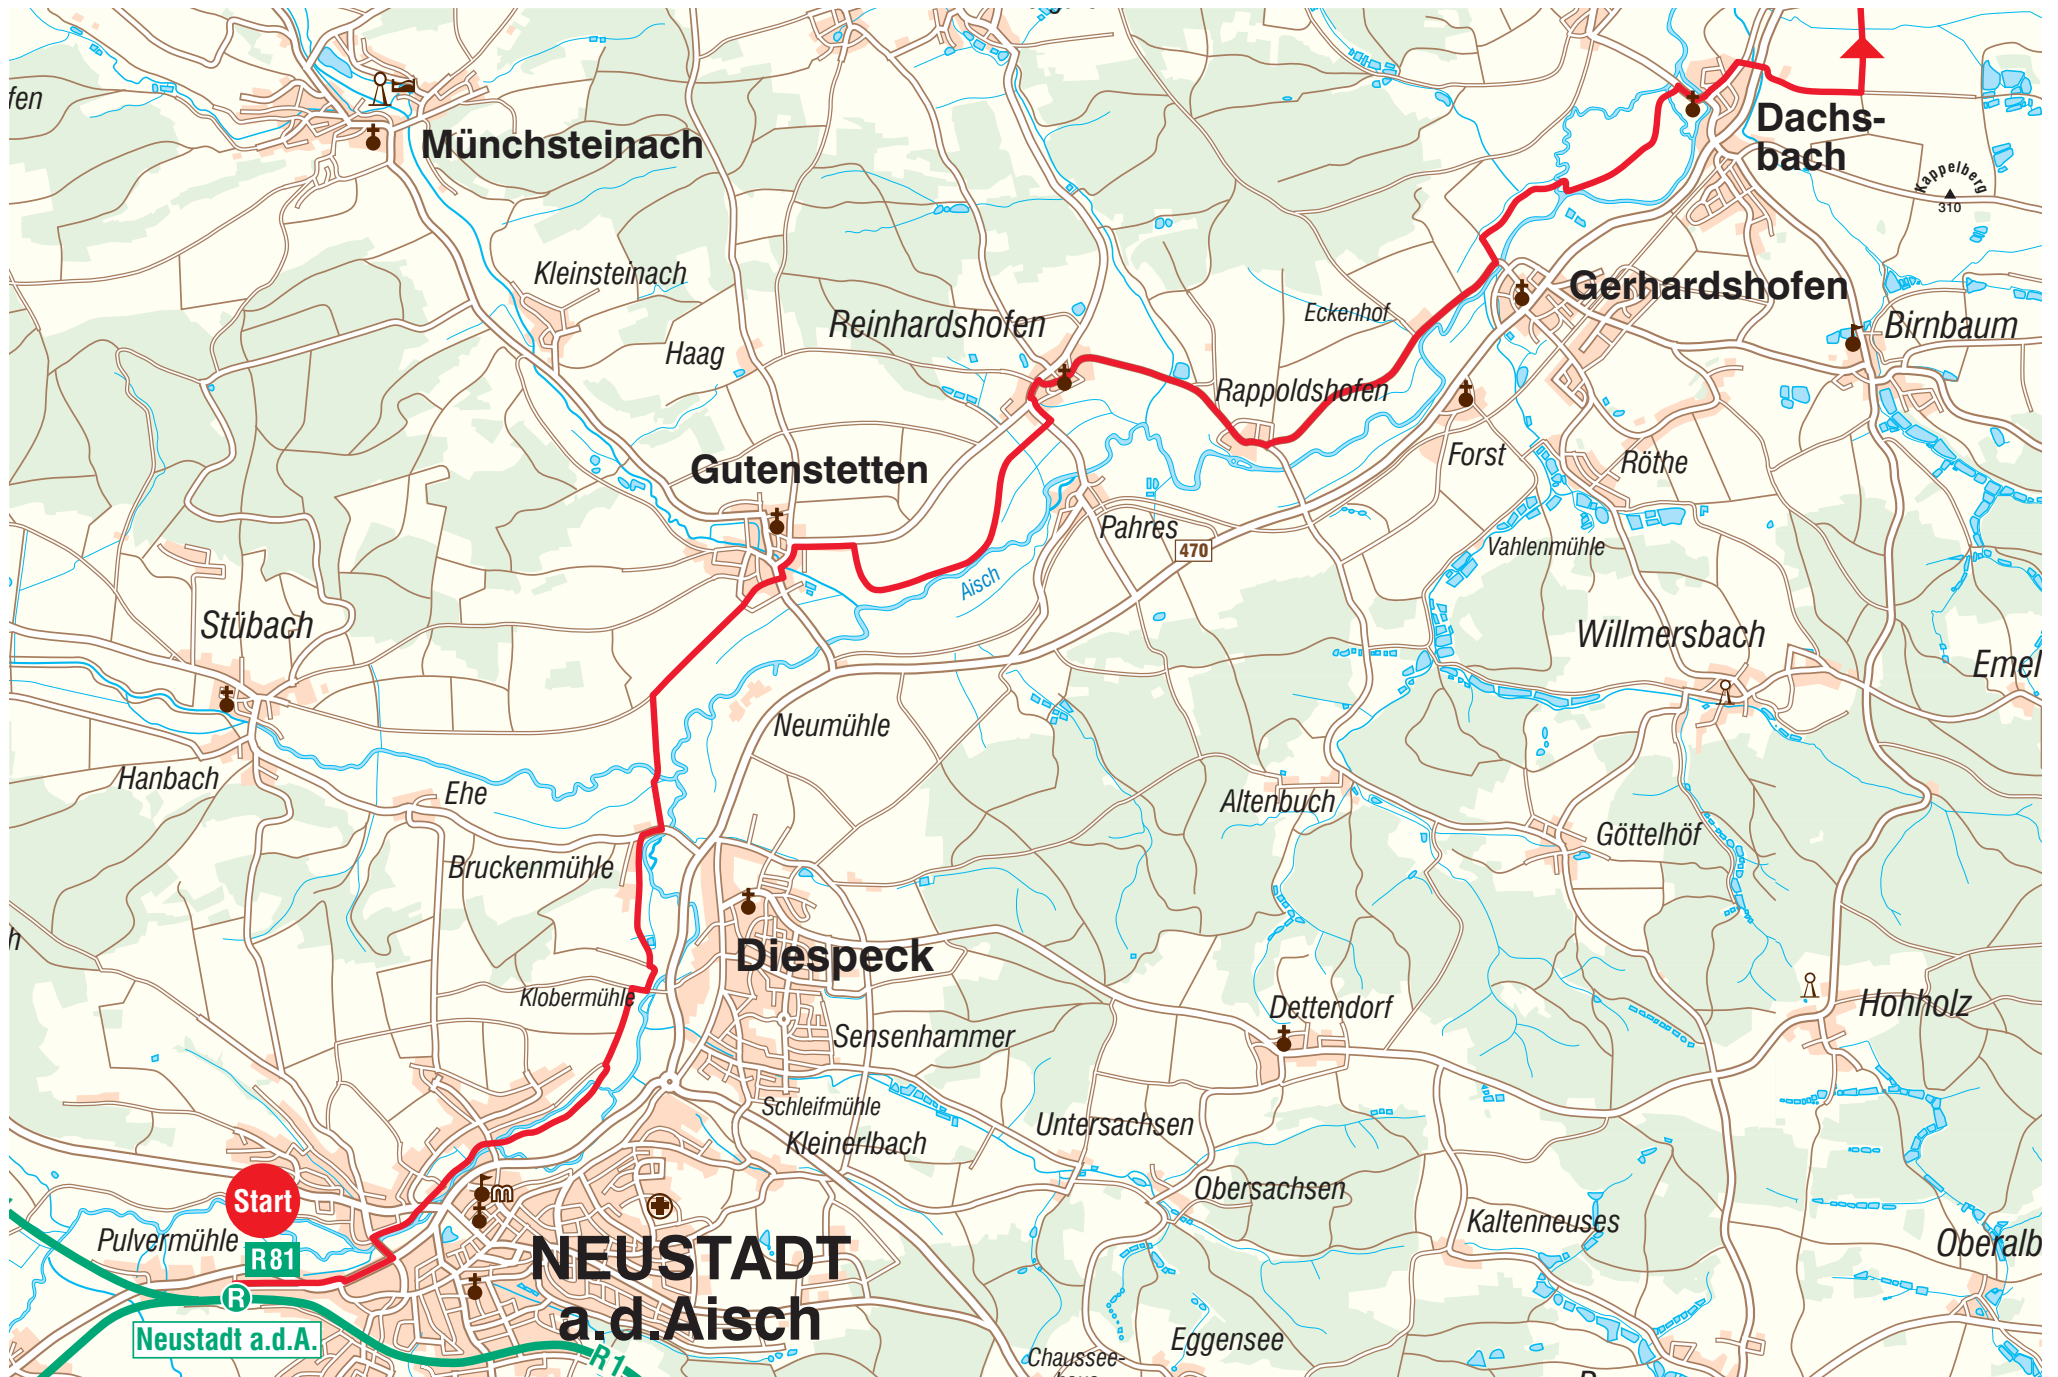 fen
Münchsteinach
Dachs-
bach
Kappelberg
310
Kleinsteinach
Gerhardshofen
Eckenhof
Reinhardshofen
Birnbaum
Haag
Rappoldshofen
Forst
Röthe
Gutenstetten
Pahres
470
Vahlenmühle
Aisch
Stübach
Willmersbach
Emel
Neumühle
Hanbach
Ehe
Altenbuch
Göttelhöf
Bruckenmühle
h
Diespeck
Klobermühle
Dettendorf
Hohholz
Sensenhammer
Schleifmühle
Kleinerlbach
Untersachsen
Obersachsen
Start
Pulvermühle
R81
Kaltenneuses
Oberalb
NEUSTADT
a.d.Aisch
R
Neustadt a.d.A.
R1
Eggensee
Chaussee-